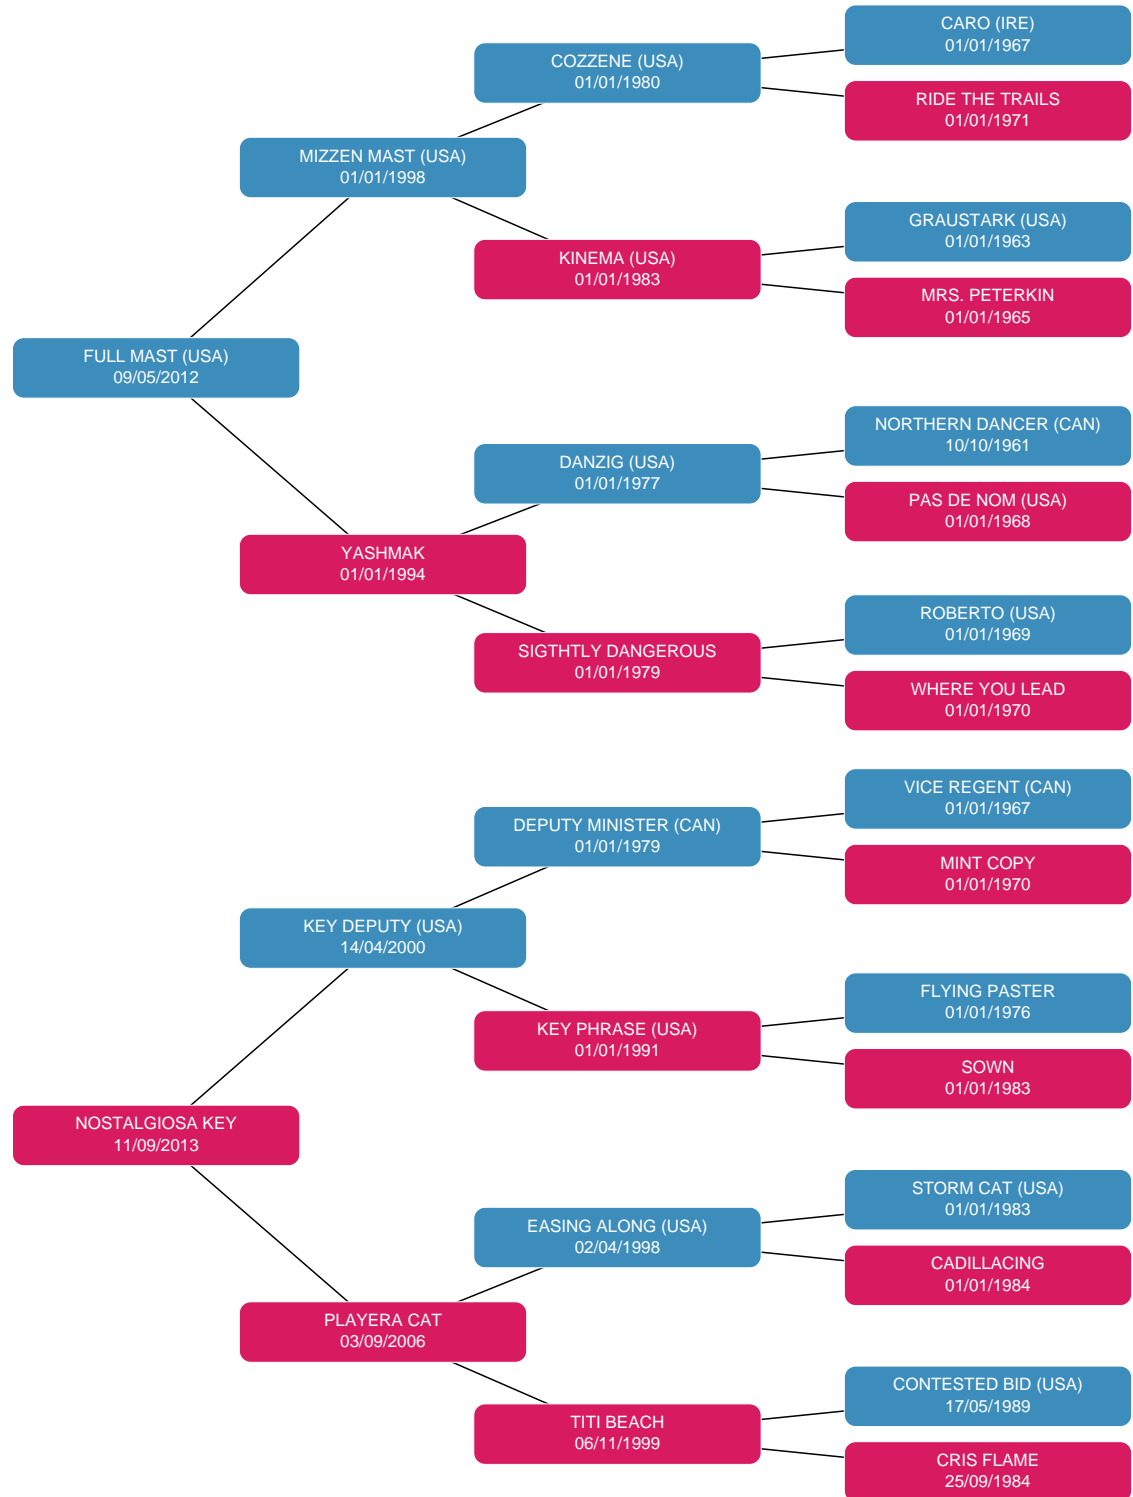 CARO (IRE)
01/01/1967
COZZENE (USA)
01/01/1980
RIDE THE TRAILS
01/01/1971
MIZZEN MAST (USA)
01/01/1998
GRAUSTARK (USA)
01/01/1963
KINEMA (USA)
01/01/1983
MRS. PETERKIN
01/01/1965
FULL MAST (USA)
09/05/2012
NORTHERN DANCER (CAN)
10/10/1961
DANZIG (USA)
01/01/1977
PAS DE NOM (USA)
01/01/1968
YASHMAK
01/01/1994
ROBERTO (USA)
01/01/1969
SIGTHTLY DANGEROUS
01/01/1979
WHERE YOU LEAD
01/01/1970
VICE REGENT (CAN)
01/01/1967
DEPUTY MINISTER (CAN)
01/01/1979
MINT COPY
01/01/1970
KEY DEPUTY (USA)
14/04/2000
FLYING PASTER
01/01/1976
KEY PHRASE (USA)
01/01/1991
SOWN
01/01/1983
NOSTALGIOSA KEY
11/09/2013
STORM CAT (USA)
01/01/1983
EASING ALONG (USA)
02/04/1998
CADILLACING
01/01/1984
PLAYERA CAT
03/09/2006
CONTESTED BID (USA)
17/05/1989
TITI BEACH
06/11/1999
CRIS FLAME
25/09/1984